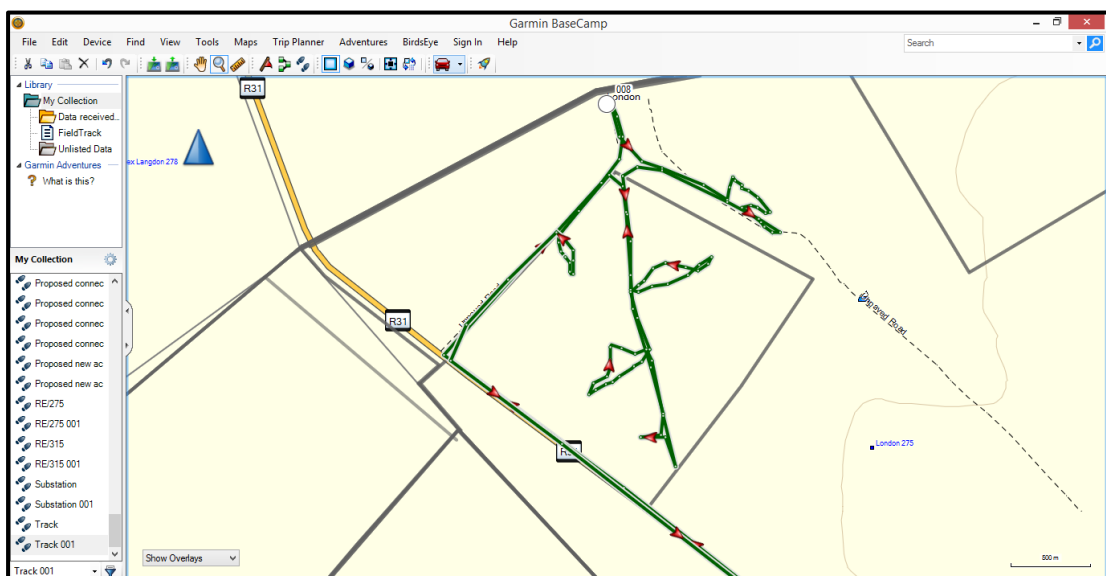 Garmin BaseCamp
File Edit Device Find View Tools Maps Trip Planner Adventures BirdsEye Sign In Help
Search
Library
My Collection
Data received...
FieldTrack
Unlisted Data
Garmin Adventures
What is this?
My Collection
Proposed connec
Proposed connec
Proposed connec
Proposed connec
Proposed new ac
Proposed new ac
RE/275
RE/275 001
RE/315
RE/315 001
Substation
Substation 001
Track
Track 001
Track 001
R31
008
London
ex Langdon 278
R31
Unpaved Road
London 275
Show Overlays
500 m